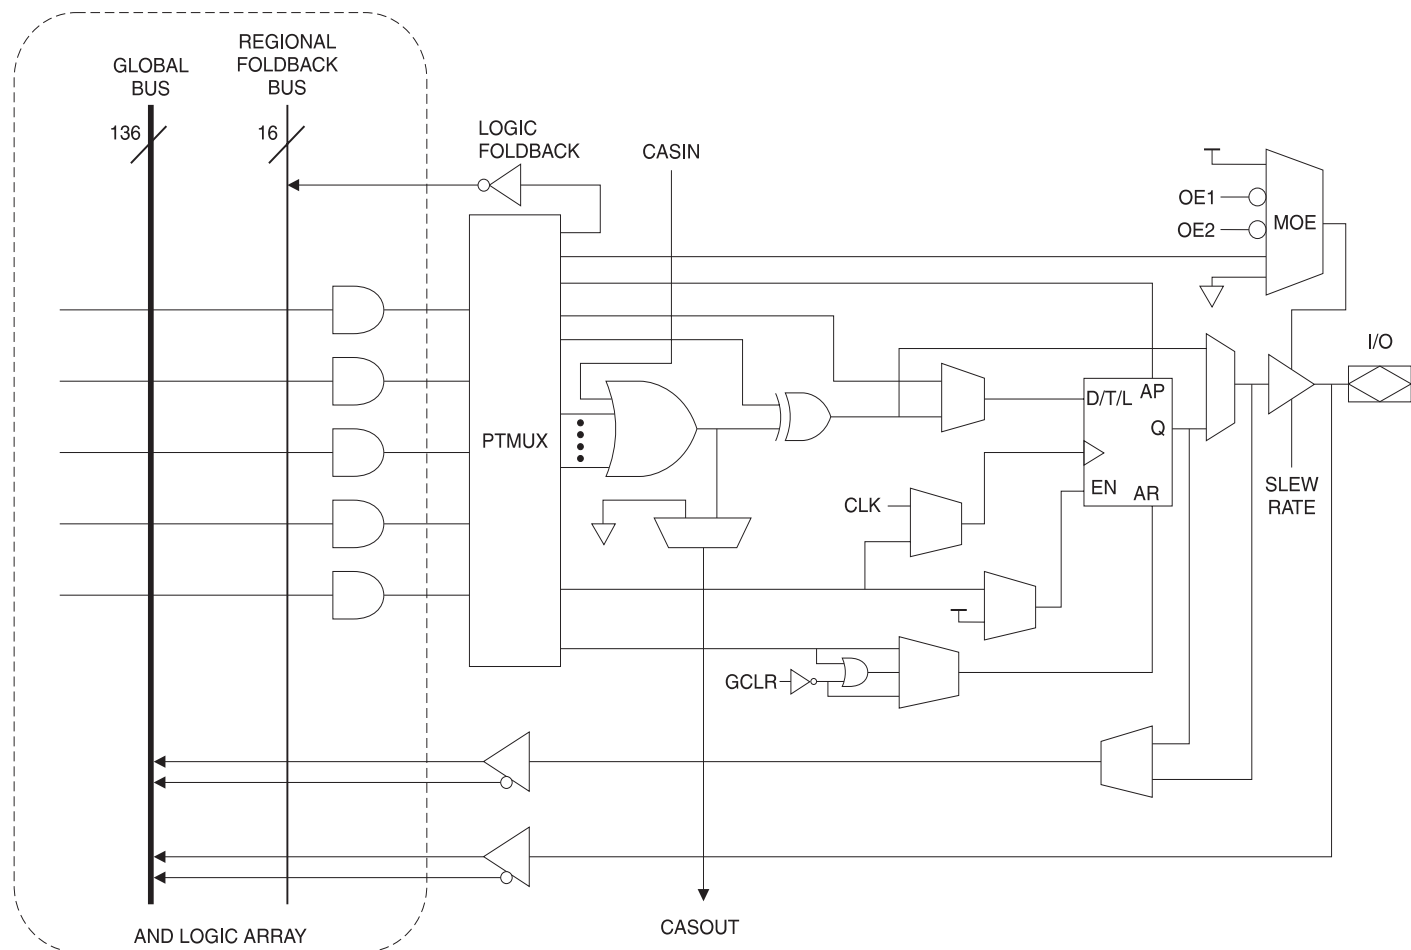 GLOBAL
BUS
REGIONAL
FOLDBACK
BUS
136
16
LOGIC
FOLDBACK
CASIN
OE1
OE2
MOE
I/O
PTMUX
D/T/L
AP
Q
EN
AR
CLK
SLEW
RATE
GCLR
CASOUT
AND LOGIC ARRAY